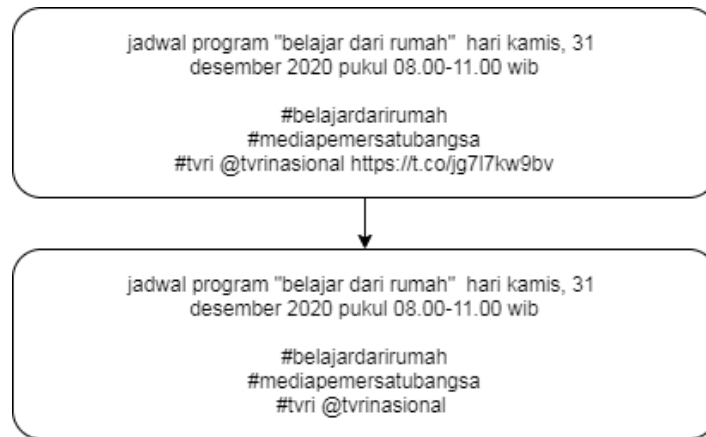 jadwal program "belajar dari rumah"  hari kamis, 31
desember 2020 pukul 08.00-11.00 wib
#belajardarirumah
#mediapemersatubangsa
#tvri @tvrinasional https://t.co/jg7l7kw9bv
jadwal program "belajar dari rumah"  hari kamis, 31
desember 2020 pukul 08.00-11.00 wib
#belajardarirumah
#mediapemersatubangsa
#tvri @tvrinasional